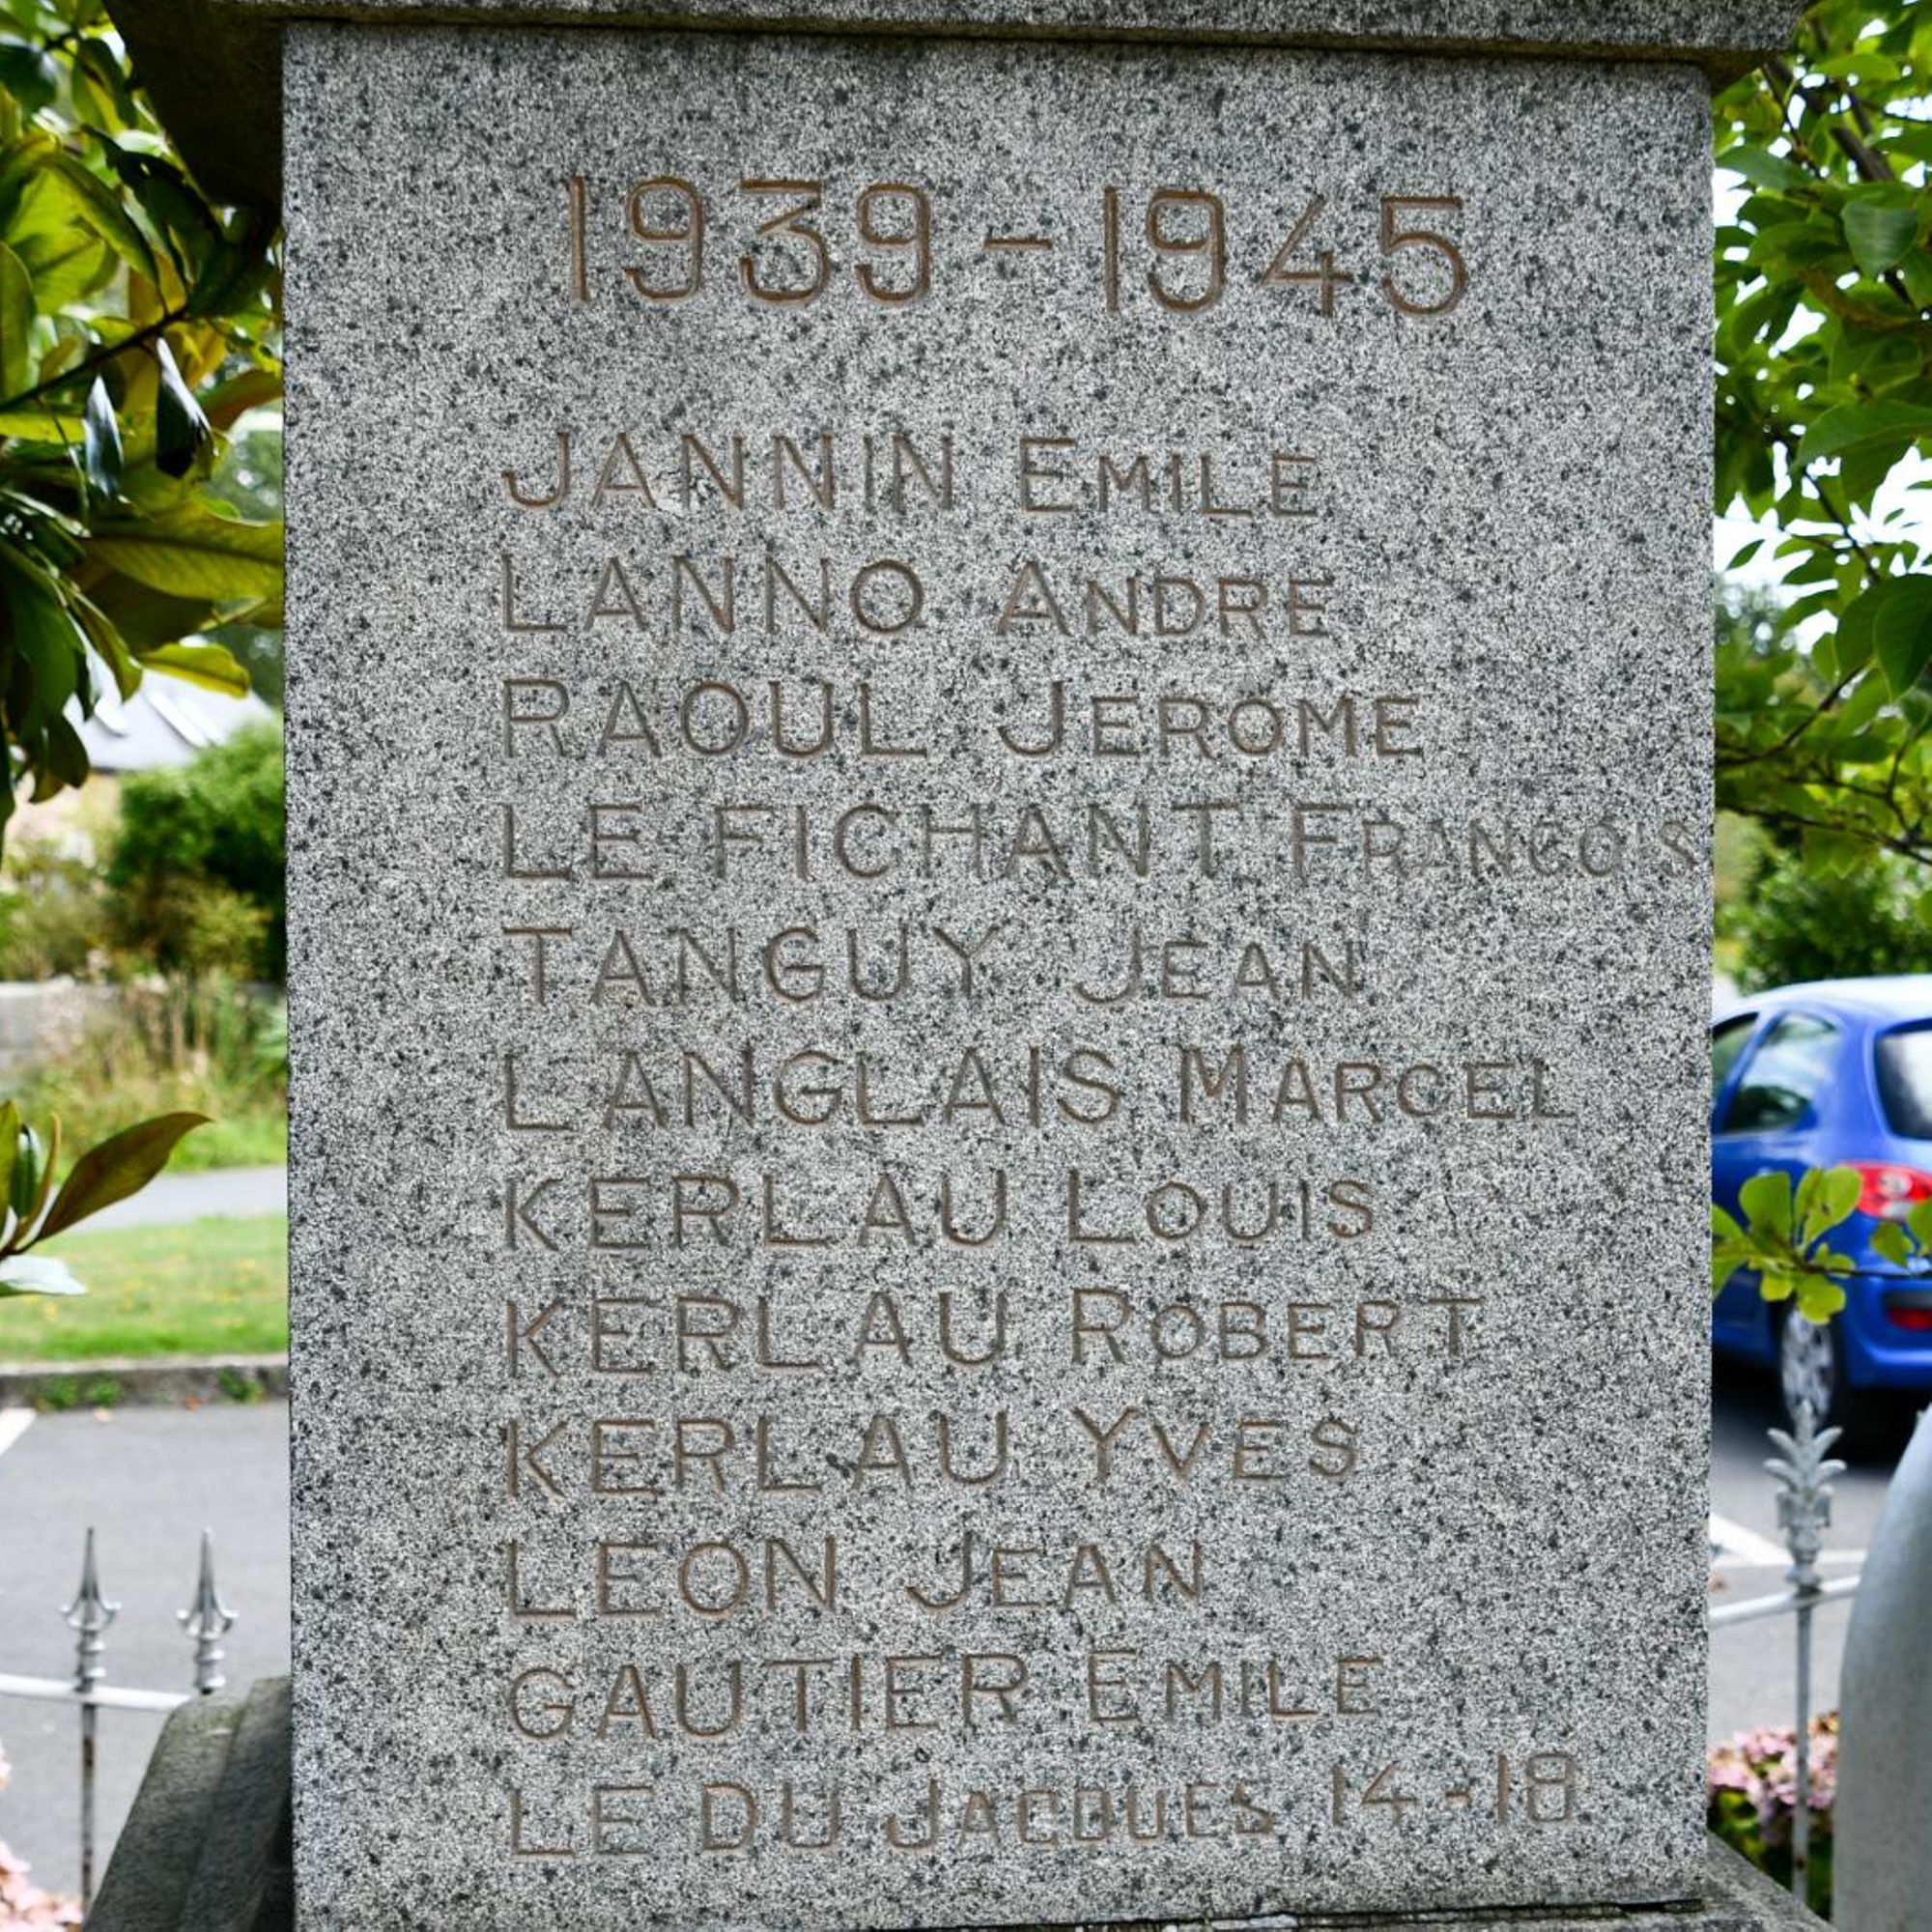 1939 - 1945
JANNIN EMILE
LANNO ANDRE
RAOUL JEROME
LE FICHANT FRANCOIS
TANGUY JEAN
LANGLAIS MARCEL
KERLAU LOUIS
KERLAU ROBERT
KERLAU YVES
LEON JEAN
GAUTIER EMILE
LE DU JACQUES 14-18